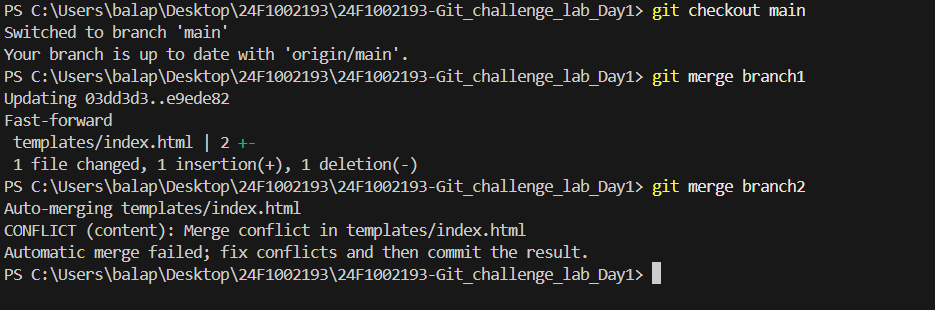 PS C:\Users\balap\Desktop\24F1002193\24F1002193-Git_challenge_lab_Day1> git checkout main
Switched to branch 'main'
Your branch is up to date with 'origin/main'.
PS C:\Users\balap\Desktop\24F1002193\24F1002193-Git_challenge_lab_Day1> git merge branch1
Updating 03dd3d3..e9ede82
Fast-forward
 templates/index.html | 2 +-
 1 file changed, 1 insertion(+), 1 deletion(-)
PS C:\Users\balap\Desktop\24F1002193\24F1002193-Git_challenge_lab_Day1> git merge branch2
Auto-merging templates/index.html
CONFLICT (content): Merge conflict in templates/index.html
Automatic merge failed; fix conflicts and then commit the result.
PS C:\Users\balap\Desktop\24F1002193\24F1002193-Git_challenge_lab_Day1>